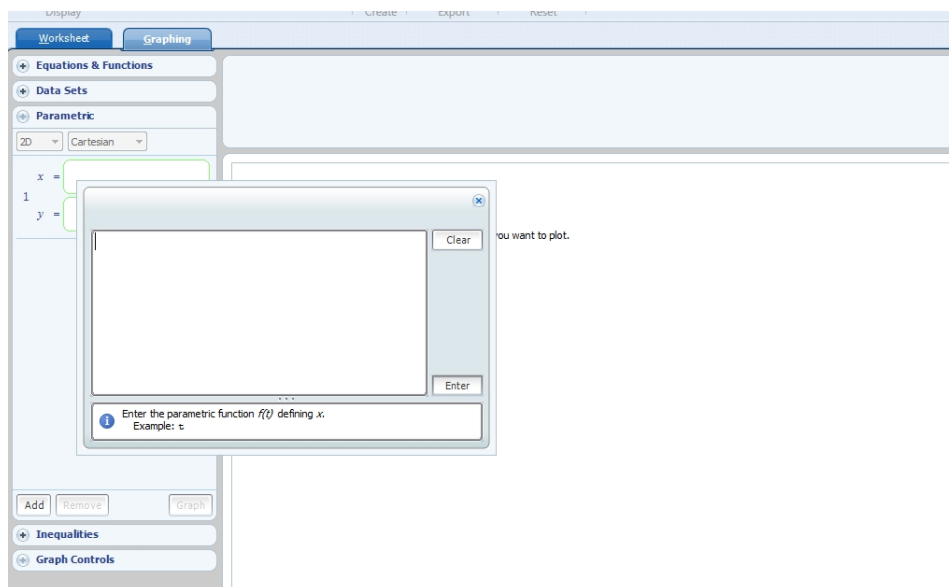 Display Create Export Reset
Worksheet Graphing
Equations & Functions
Data Sets
Parametric
2D Cartesian
x =
1
y =
you want to plot.
Clear
Enter
Enter the parametric function f(t) defining x.
Example: t
Add Remove Graph
Inequalities
Graph Controls